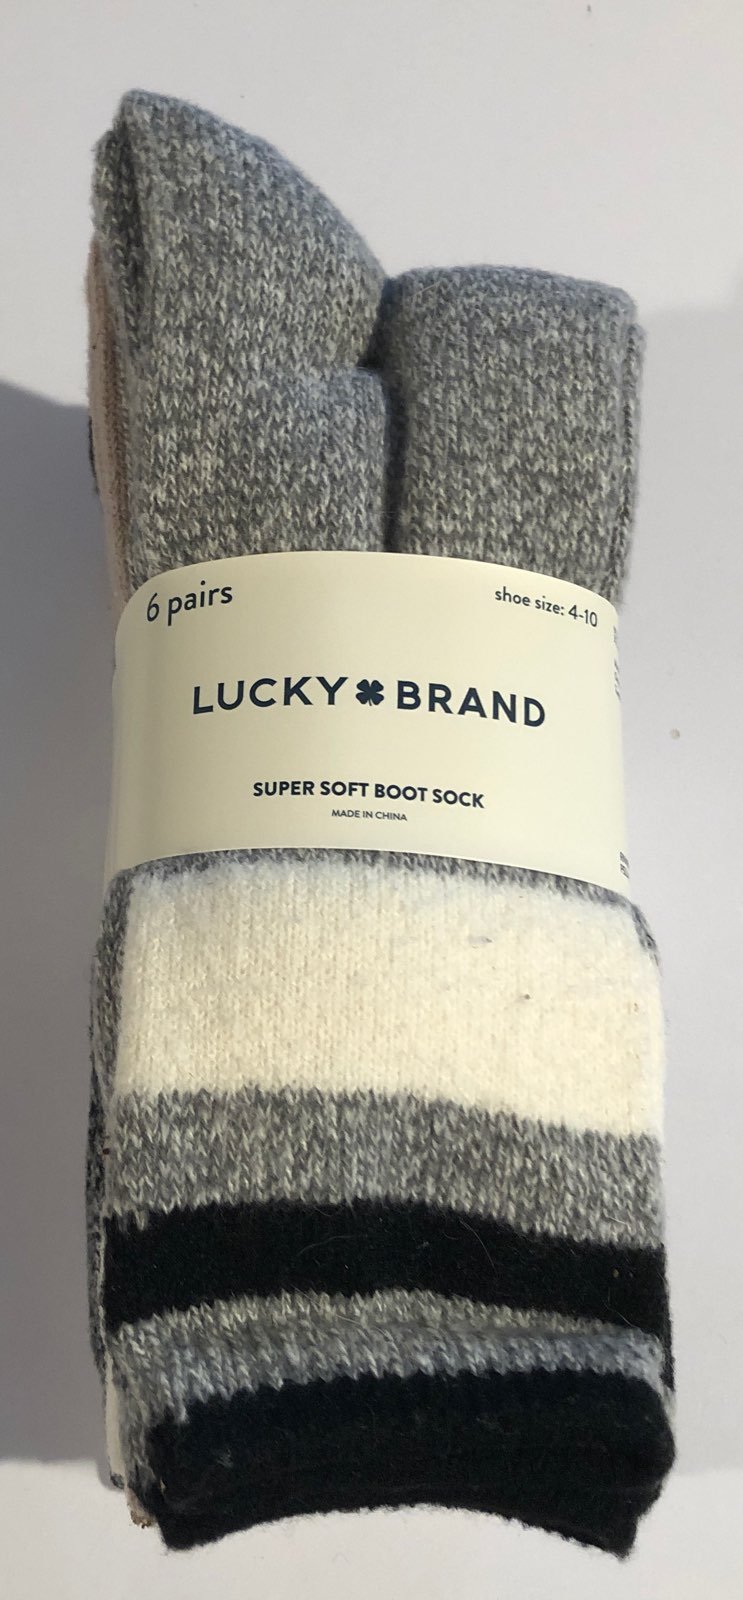 6 pairs
shoe size: 4-10
LUCKY BRAND
SUPER SOFT BOOT SOCK
MADE IN CHINA